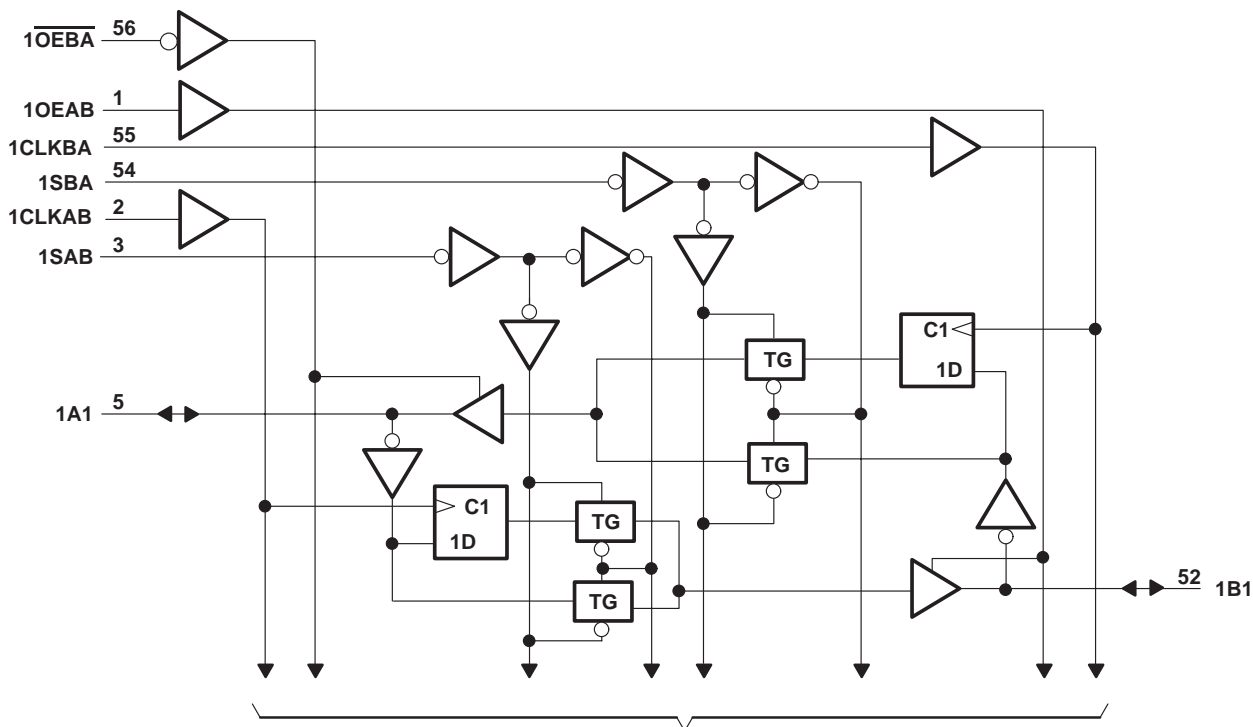 1O̅E̅B̅A̅ 56
1OEAB 1
1CLKBA 55
1SBA 54
1CLKAB 2
1SAB 3
C1
1D
TG
1A1 5
TG
C1
1D
TG
TG
52 1B1